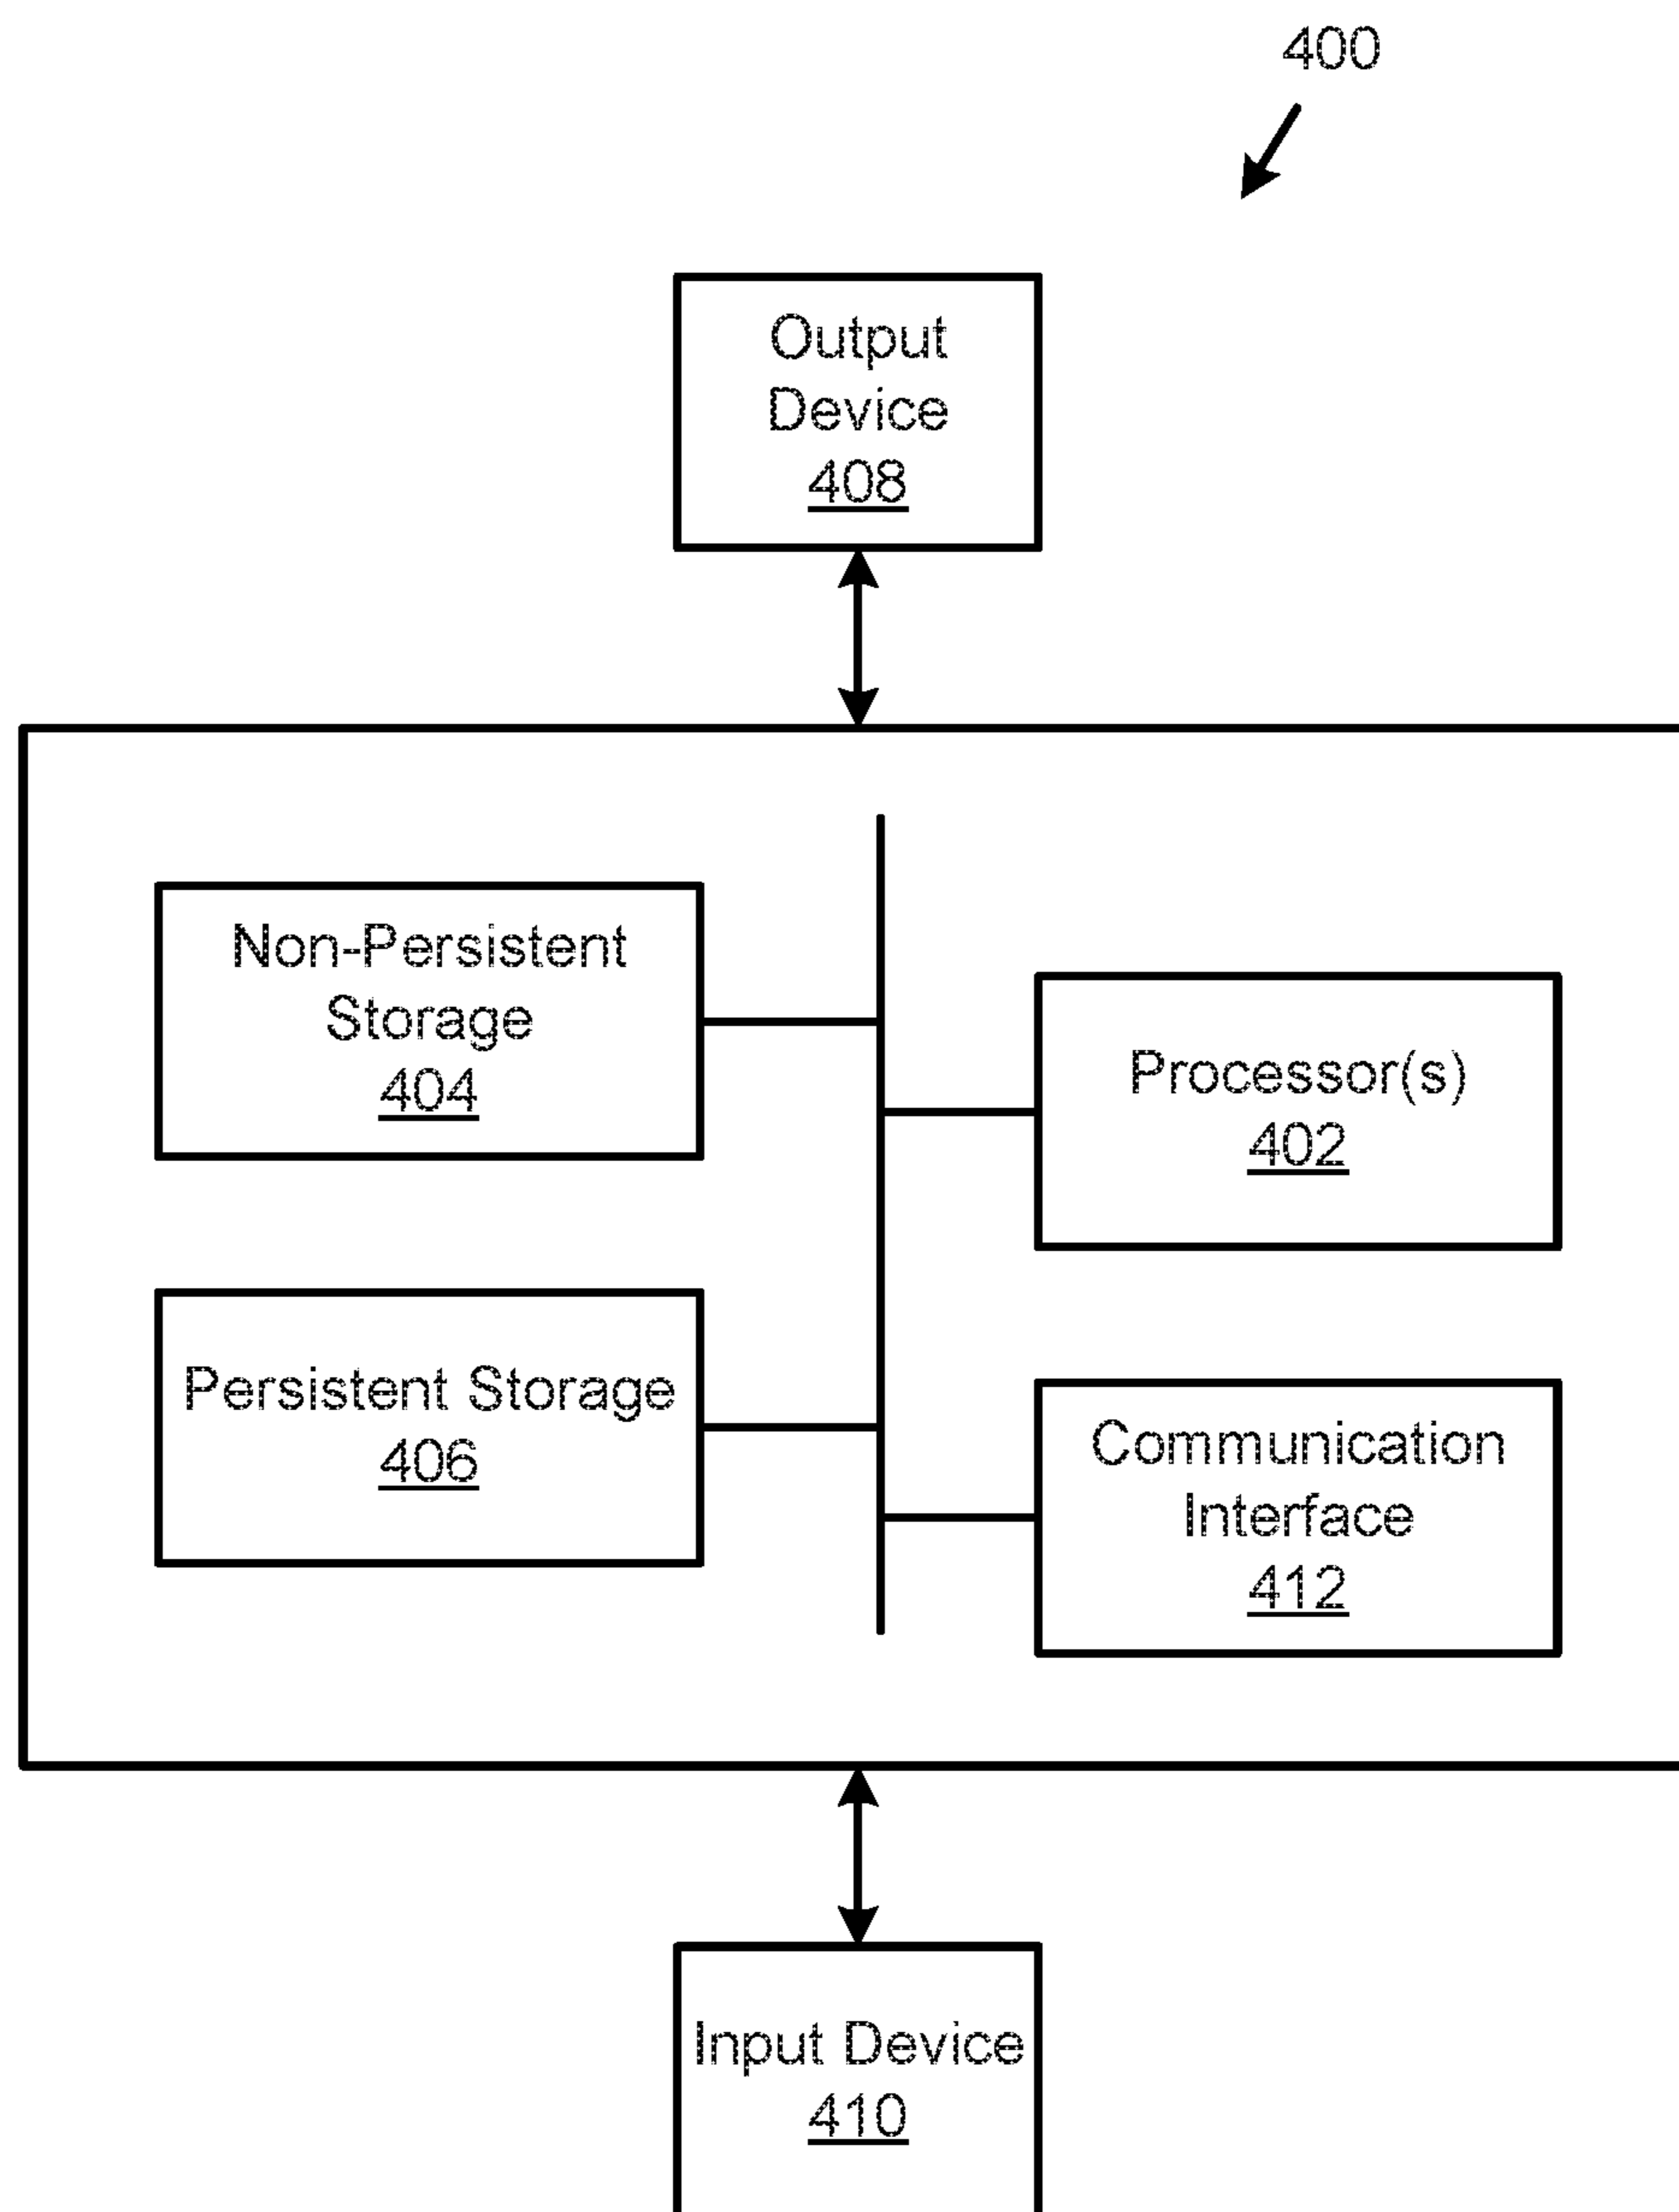 400
Output
Device
408
Non-Persistent
Storage
404
Processor(s)
402
Persistent Storage
406
Communication
Interface
412
Input Device
410